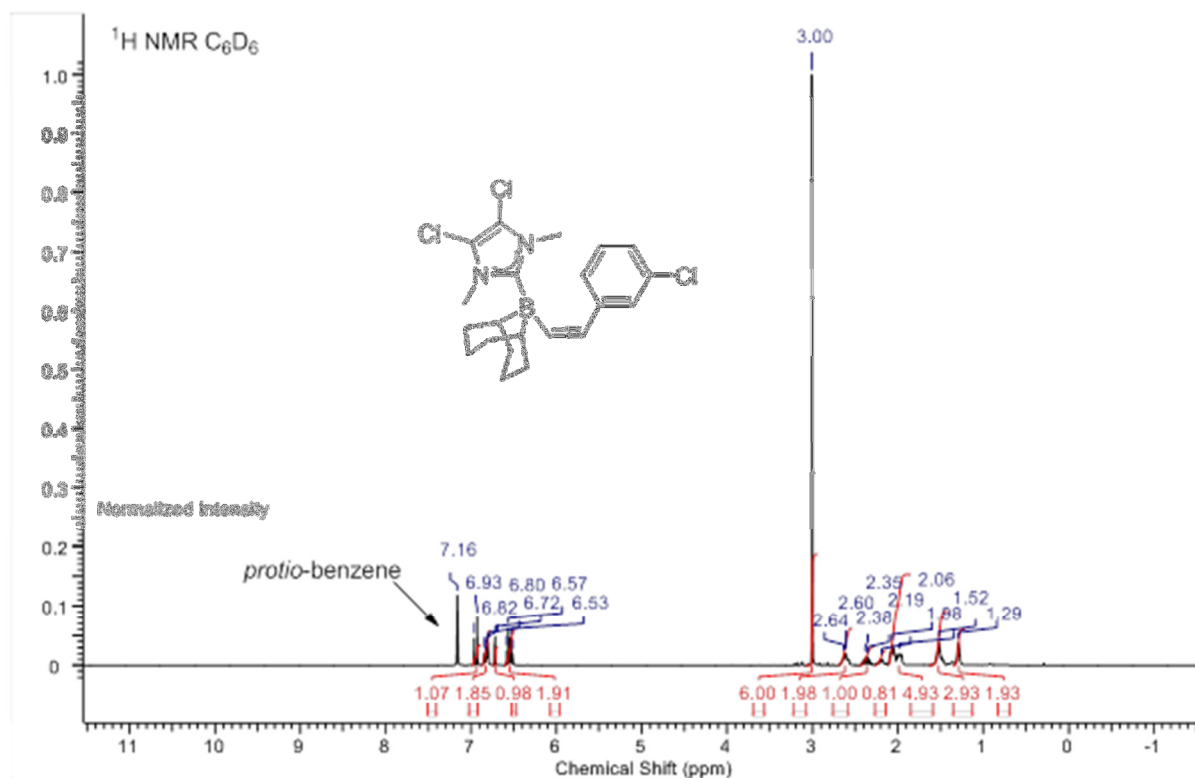 ¹H NMR C₆D₆
3.00
1.0
0.9
0.8
0.7
0.6
0.5
0.4
0.3
0.2
0.1
0
Normalized Intensity
Cl
Cl
N
N
Cl
B
protio-benzene
7.16
6.93 6.80 6.57
6.82 6.72 6.53
2.35 2.06
2.60 2.19 1.52
2.64 2.38 1.98 1.29
1.07 1.85 0.98 1.91 6.00 1.98 1.00 0.81 4.93 2.93 1.93
11 10 9 8 7 6 5 4 3 2 1 0 -1
Chemical Shift (ppm)